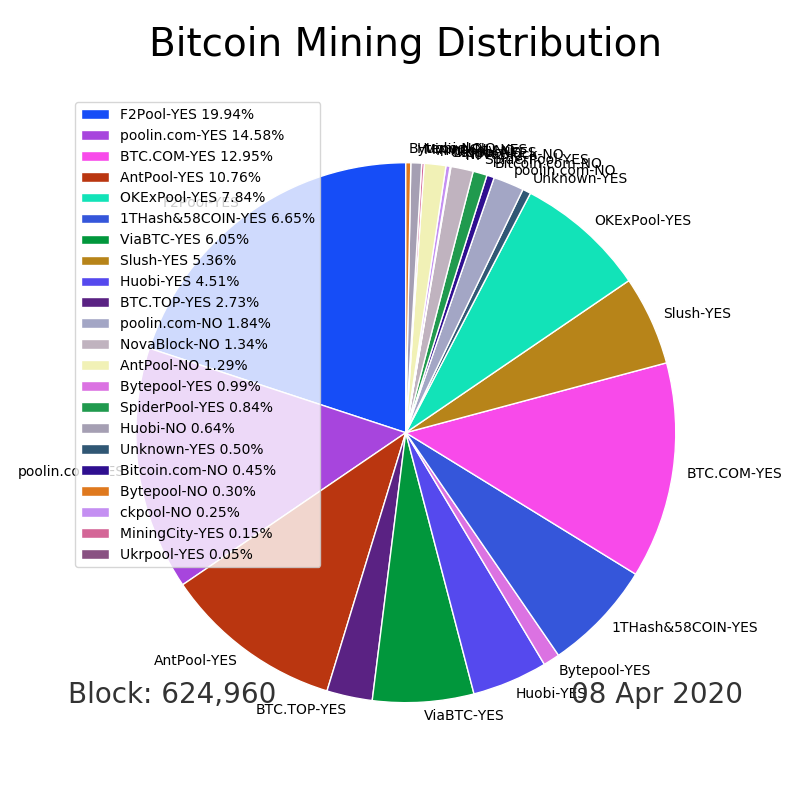 Bitcoin Mining Distribution
F2Pool-YES 19.94%
poolin.com-YES 14.58%
BTC.COM-YES 12.95%
AntPool-YES 10.76%
OKExPool-YES 7.84%
1THash&58COIN-YES 6.65%
ViaBTC-YES 6.05%
Slush-YES 5.36%
Huobi-YES 4.51%
BTC.TOP-YES 2.73%
poolin.com-NO 1.84%
NovaBlock-NO 1.34%
AntPool-NO 1.29%
Bytepool-YES 0.99%
SpiderPool-YES 0.84%
Huobi-NO 0.64%
Unknown-YES 0.50%
Bitcoin.com-NO 0.45%
Bytepool-NO 0.30%
ckpool-NO 0.25%
MiningCity-YES 0.15%
Ukrpool-YES 0.05%
SpiderPool-YES
Bitcoin.com-NO
poolin.com-NO
Unknown-YES
OKExPool-YES
Slush-YES
BTC.COM-YES
1THash&58COIN-YES
Bytepool-YES
Huobi-YES
ViaBTC-YES
BTC.TOP-YES
AntPool-YES
poolin.com-YES
F2Pool-YES
Block: 624,960
08 Apr 2020